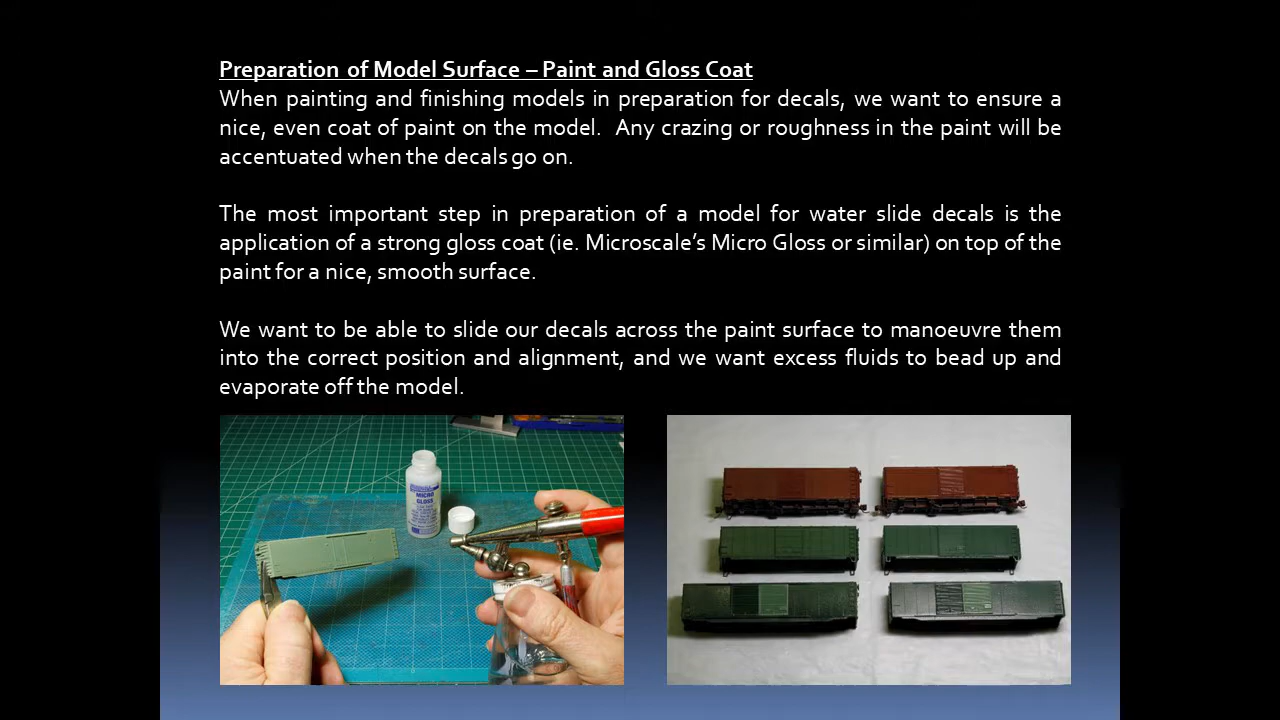 Preparation of Model Surface – Paint and Gloss Coat
When painting and finishing models in preparation for decals, we want to ensure a
nice, even coat of paint on the model.  Any crazing or roughness in the paint will be
accentuated when the decals go on.
The most important step in preparation of a model for water slide decals is the
application of a strong gloss coat (ie. Microscale’s Micro Gloss or similar) on top of the
paint for a nice, smooth surface.
We want to be able to slide our decals across the paint surface to manoeuvre them
into the correct position and alignment, and we want excess fluids to bead up and
evaporate off the model.
MICRO
GLOSS